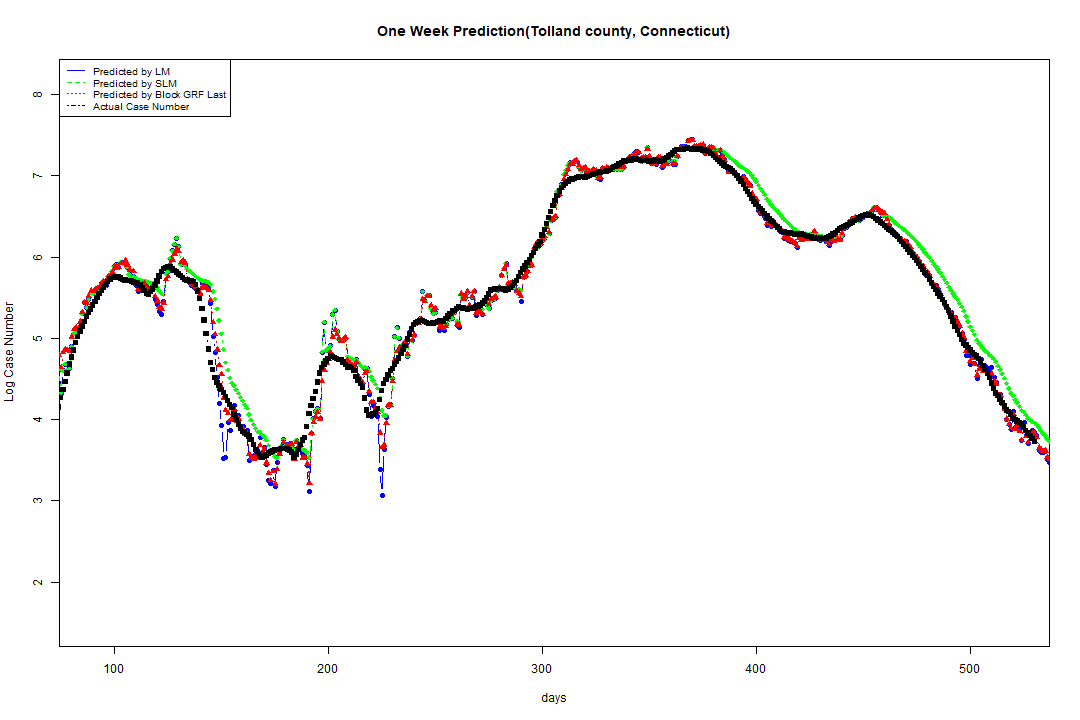 One Week Prediction(Tolland county, Connecticut)
Predicted by LM
Predicted by SLM
Predicted by Block GRF Last
Actual Case Number
8
7
6
5
4
3
2
Log Case Number
100 200 300 400 500
days